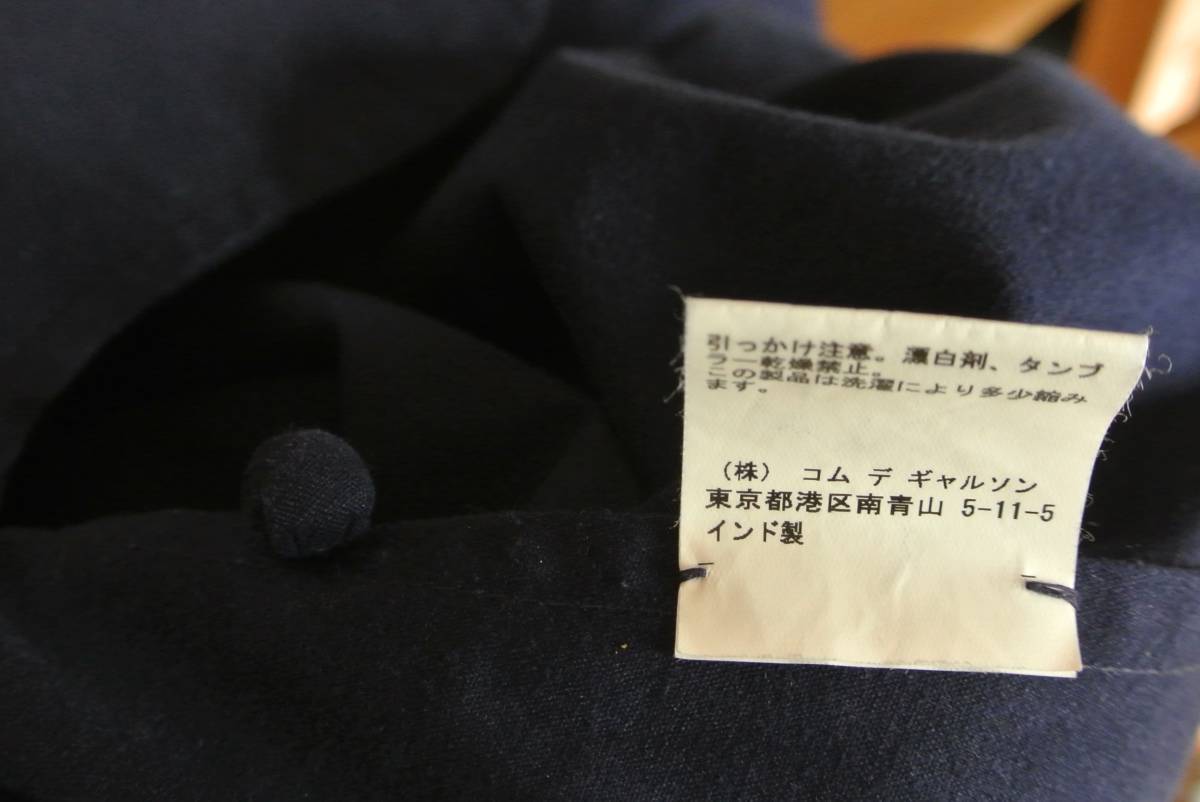 引っかけ注意。漂白剤、タンブ
ラー乾燥禁止。
この製品は洗濯により多少縮み
ます。
（株） コム デ ギャルソン
東京都港区南青山 5-11-5
インド製